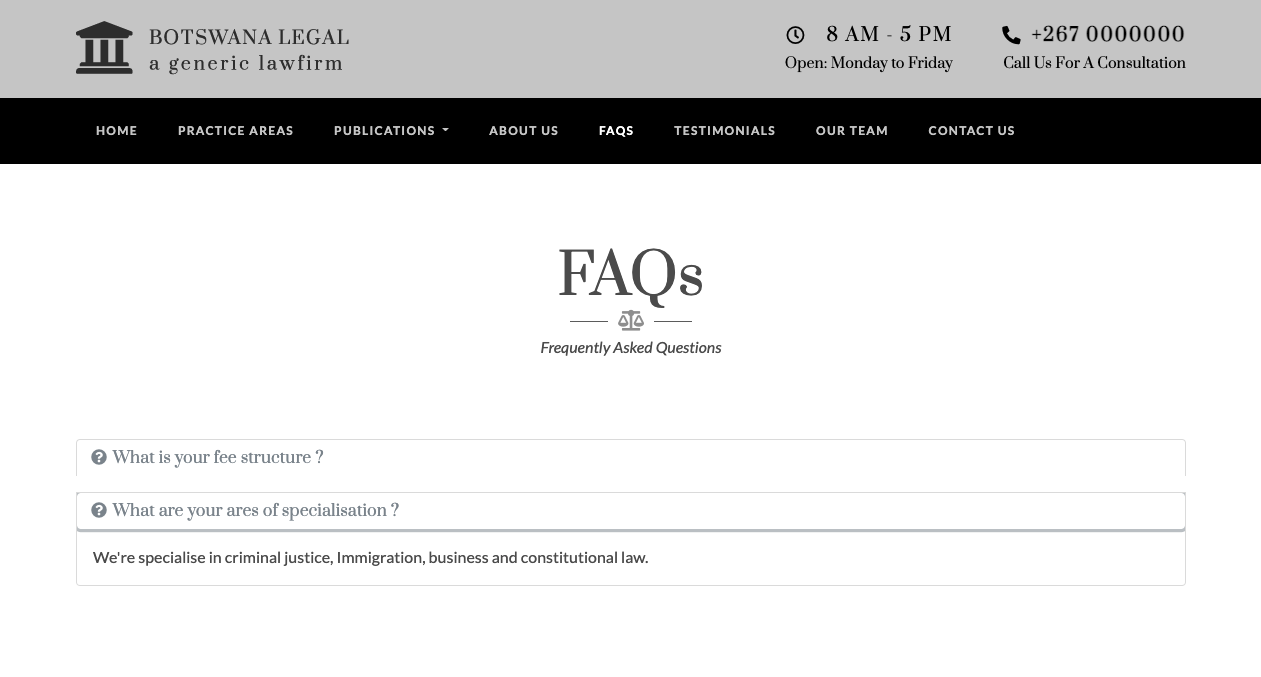 BOTSWANA LEGAL
a generic lawfirm
8 AM - 5 PM
Open: Monday to Friday
+267 0000000
Call Us For A Consultation
HOME PRACTICE AREAS PUBLICATIONS ABOUT US FAQS TESTIMONIALS OUR TEAM CONTACT US
FAQs
Frequently Asked Questions
What is your fee structure ?
What are your ares of specialisation ?
We're specialise in criminal justice, Immigration, business and constitutional law.